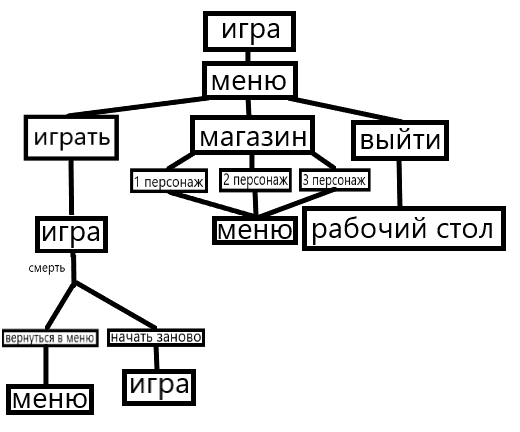 игра
меню
играть
магазин
выйти
1 персонаж
2 персонаж
3 персонаж
игра
меню
рабочий стол
смерть
вернуться в меню
начать заново
меню
игра